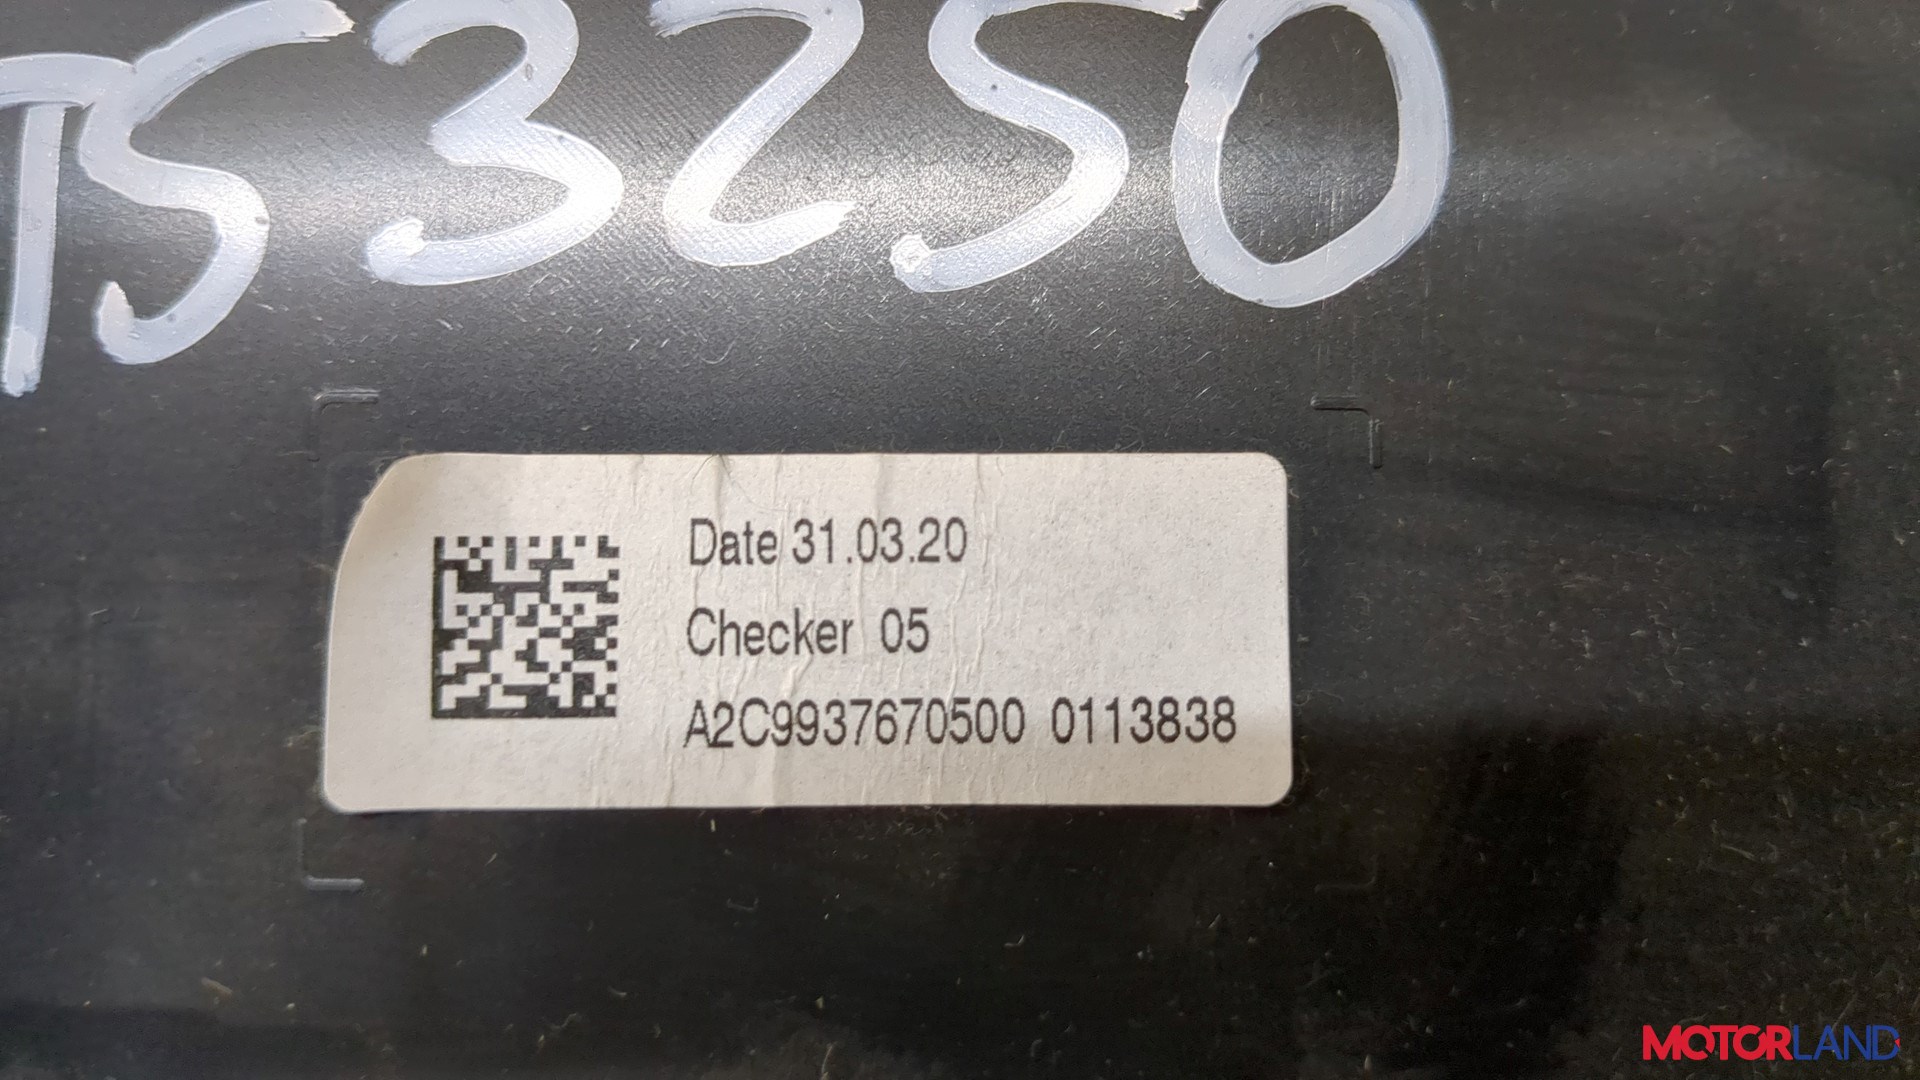 TS3250
Date 31.03.20
Checker 05
A2C9937670500 0113838
MOTORLAND